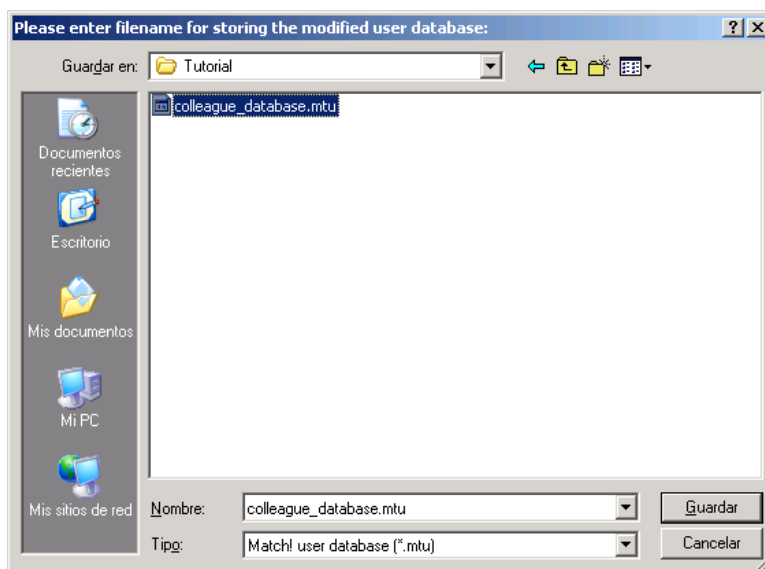 Please enter filename for storing the modified user database:
Guardar en: Tutorial
colleague_database.mtu
Documentos
recientes
Escritorio
Mis documentos
Mi PC
Mis sitios de red
Nombre: colleague_database.mtu Guardar
Tipo: Match! user database (*.mtu) Cancelar